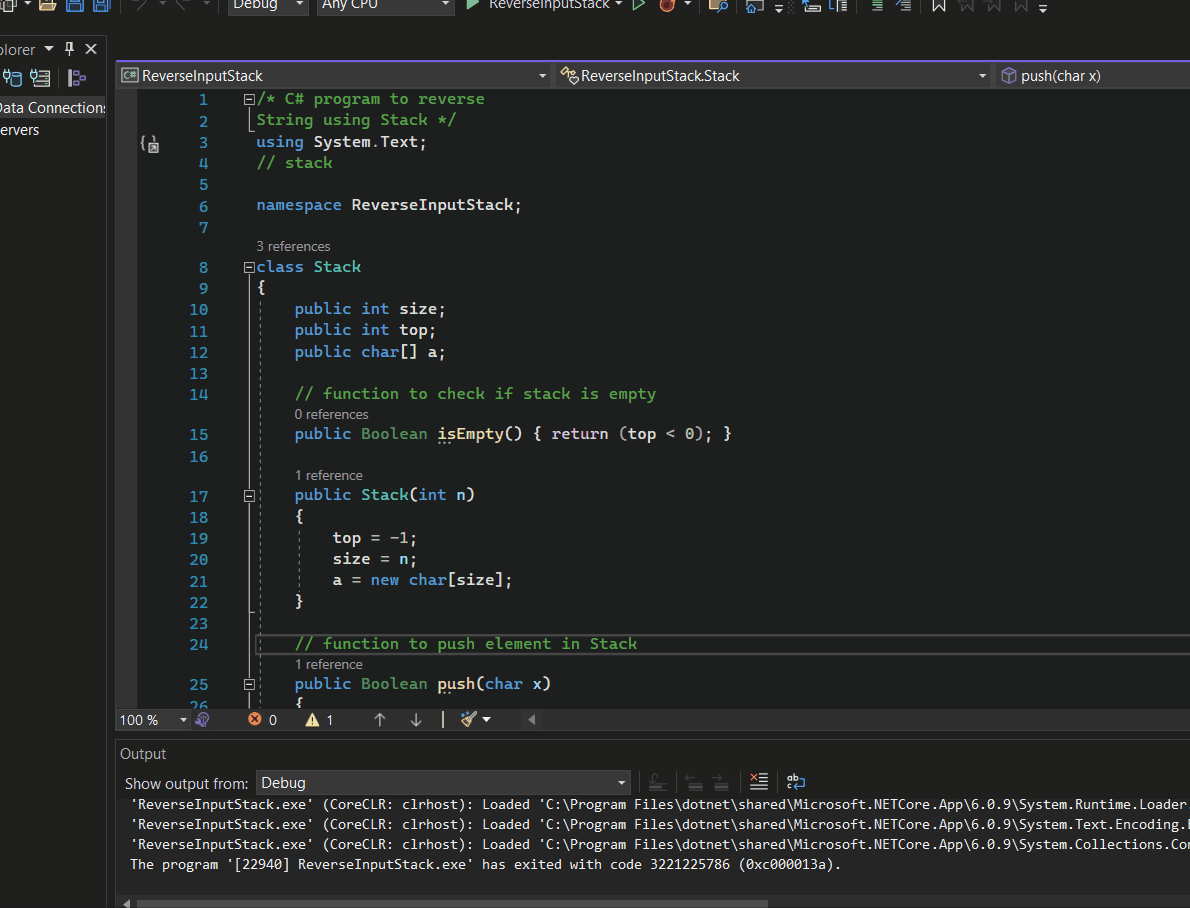 Debug Any CPU ReverseInputStack
plorer
Data Connections
ervers
C# ReverseInputStack ReverseInputStack.Stack push(char x)
1 /* C# program to reverse
2 String using Stack */
3 using System.Text;
4 // stack
5
6 namespace ReverseInputStack;
7
3 references
8 class Stack
9 {
10 public int size;
11 public int top;
12 public char[] a;
13
14 // function to check if stack is empty
0 references
15 public Boolean isEmpty() { return (top < 0); }
16
1 reference
17 public Stack(int n)
18 {
19 top = -1;
20 size = n;
21 a = new char[size];
22 }
23
24 // function to push element in Stack
1 reference
25 public Boolean push(char x)
26 {
100 % 0 1
Output
Show output from: Debug
'ReverseInputStack.exe' (CoreCLR: clrhost): Loaded 'C:\Program Files\dotnet\shared\Microsoft.NETCore.App\6.0.9\System.Runtime.Loader.
'ReverseInputStack.exe' (CoreCLR: clrhost): Loaded 'C:\Program Files\dotnet\shared\Microsoft.NETCore.App\6.0.9\System.Text.Encoding.
'ReverseInputStack.exe' (CoreCLR: clrhost): Loaded 'C:\Program Files\dotnet\shared\Microsoft.NETCore.App\6.0.9\System.Collections.Con
The program '[22940] ReverseInputStack.exe' has exited with code 3221225786 (0xc000013a).